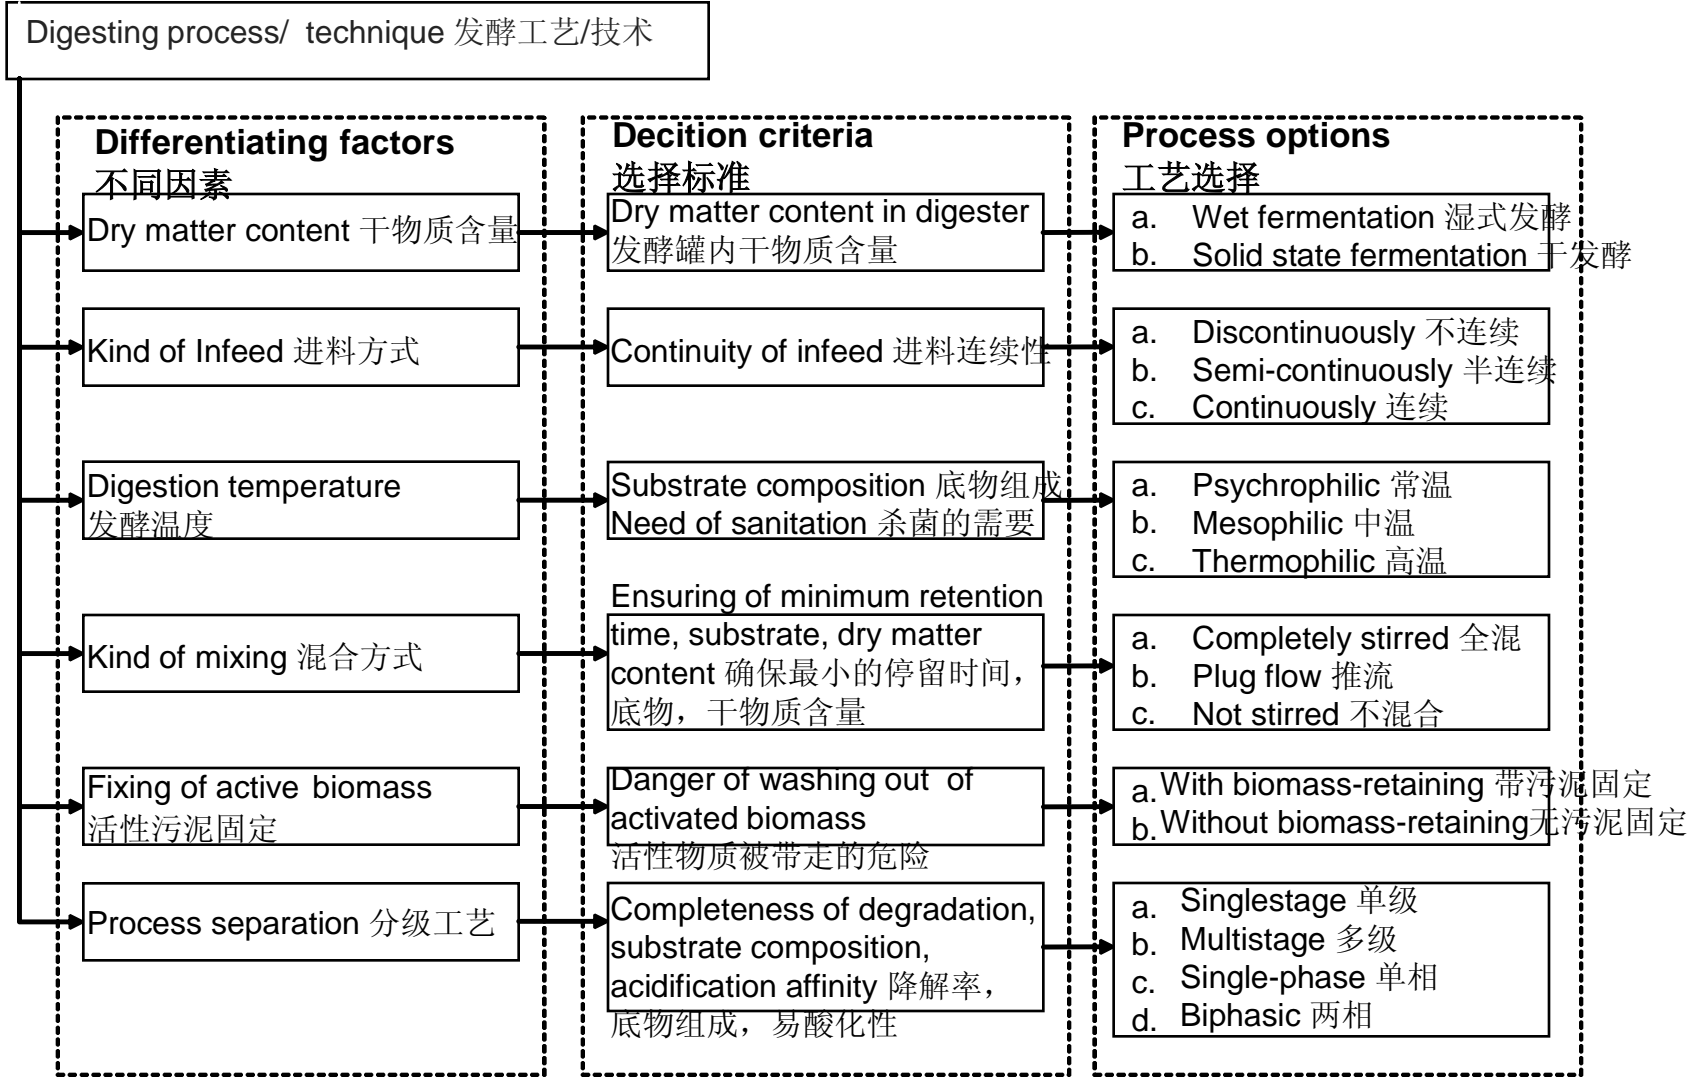 Digesting process/ technique 发酵工艺/技术
Differentiating factors
不同因素
Decition criteria
选择标准
Process options
工艺选择
Dry matter content 干物质含量
Dry matter content in digester
发酵罐内干物质含量
a. Wet fermentation 湿式发酵
b. Solid state fermentation 干发酵
Kind of Infeed 进料方式
Continuity of infeed 进料连续性
a. Discontinuously 不连续
b. Semi-continuously 半连续
c. Continuously 连续
Digestion temperature
发酵温度
Substrate composition 底物组成
Need of sanitation 杀菌的需要
a. Psychrophilic 常温
b. Mesophilic 中温
c. Thermophilic 高温
Kind of mixing 混合方式
Ensuring of minimum retention
time, substrate, dry matter
content 确保最小的停留时间，
底物，干物质含量
a. Completely stirred 全混
b. Plug flow 推流
c. Not stirred 不混合
Fixing of active biomass
活性污泥固定
Danger of washing out of
activated biomass
活性物质被带走的危险
a. With biomass-retaining 带污泥固定
b. Without biomass-retaining无污泥固定
Process separation 分级工艺
Completeness of degradation,
substrate composition,
acidification affinity 降解率，
底物组成，易酸化性
a. Singlestage 单级
b. Multistage 多级
c. Single-phase 单相
d. Biphasic 两相